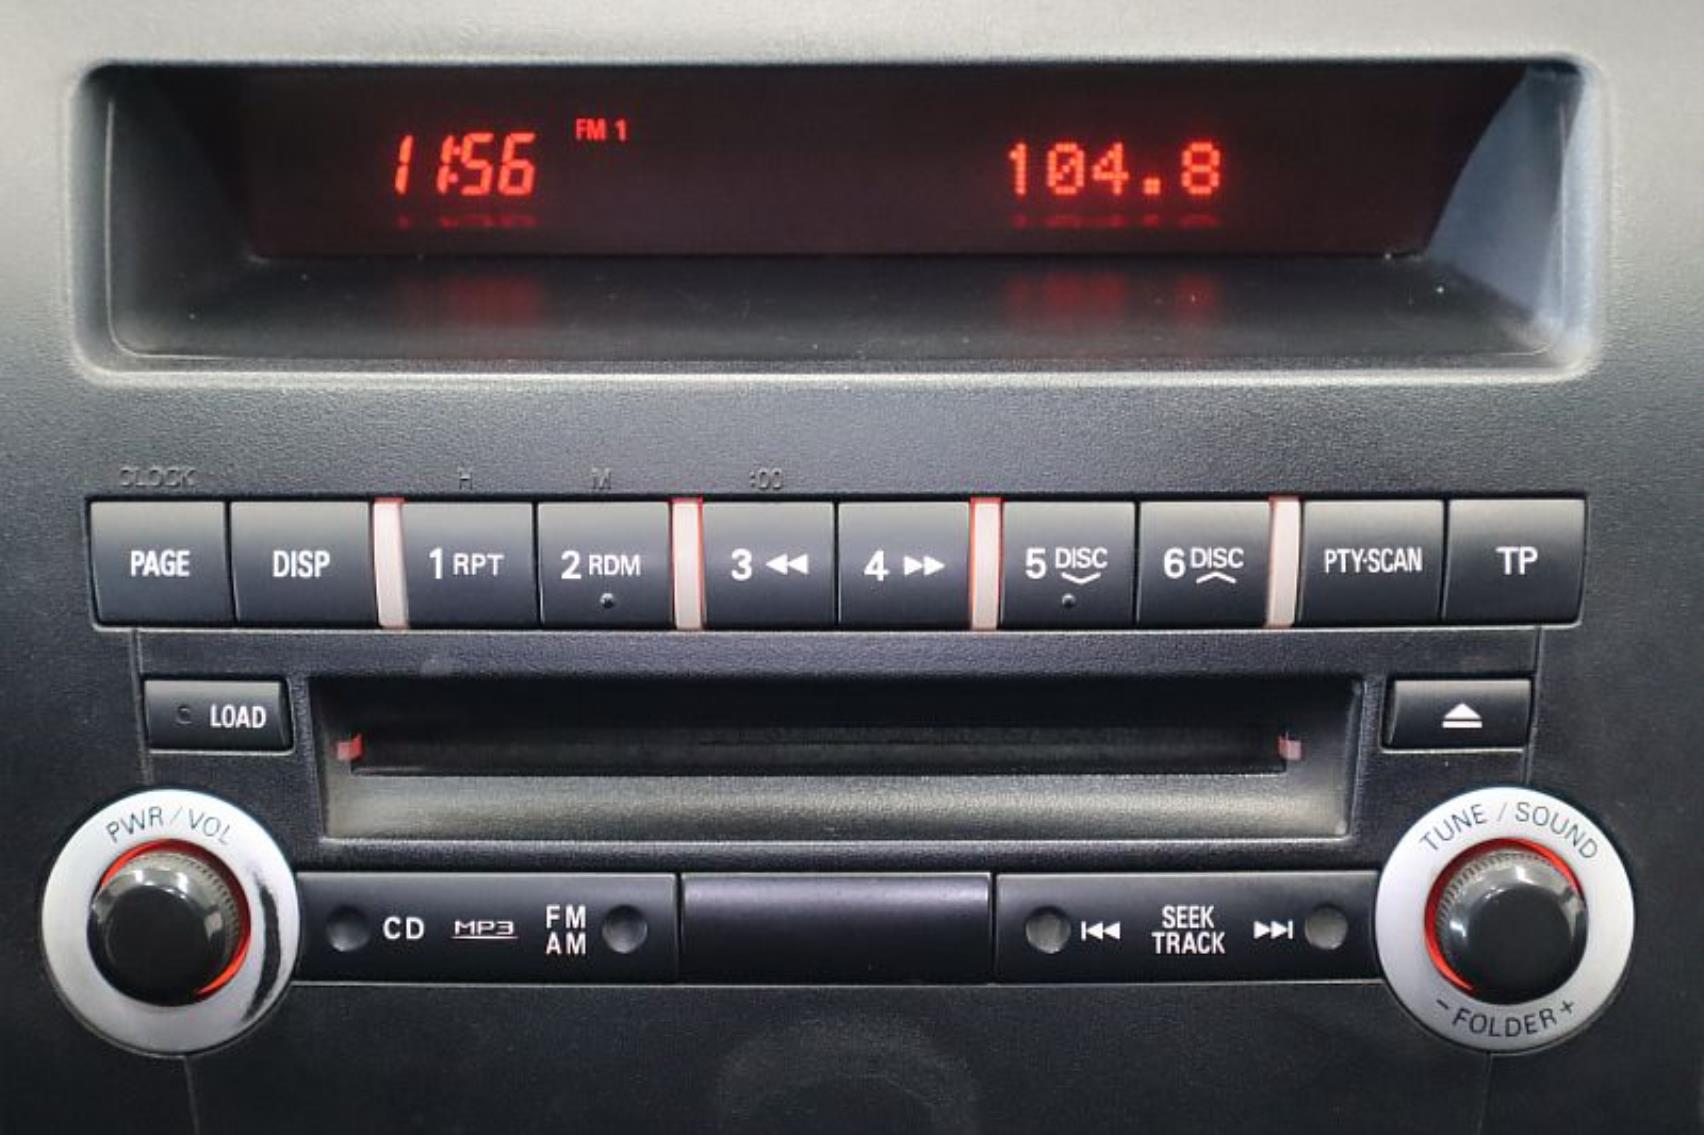 11:56 FM 1 104.8
CLOCK H M :00
PAGE DISP 1 RPT 2 RDM 3 4 5 DISC 6 DISC PTY·SCAN TP
LOAD
PWR / VOL
TUNE / SOUND
CD MP3 FM
AM
SEEK
TRACK
- FOLDER +